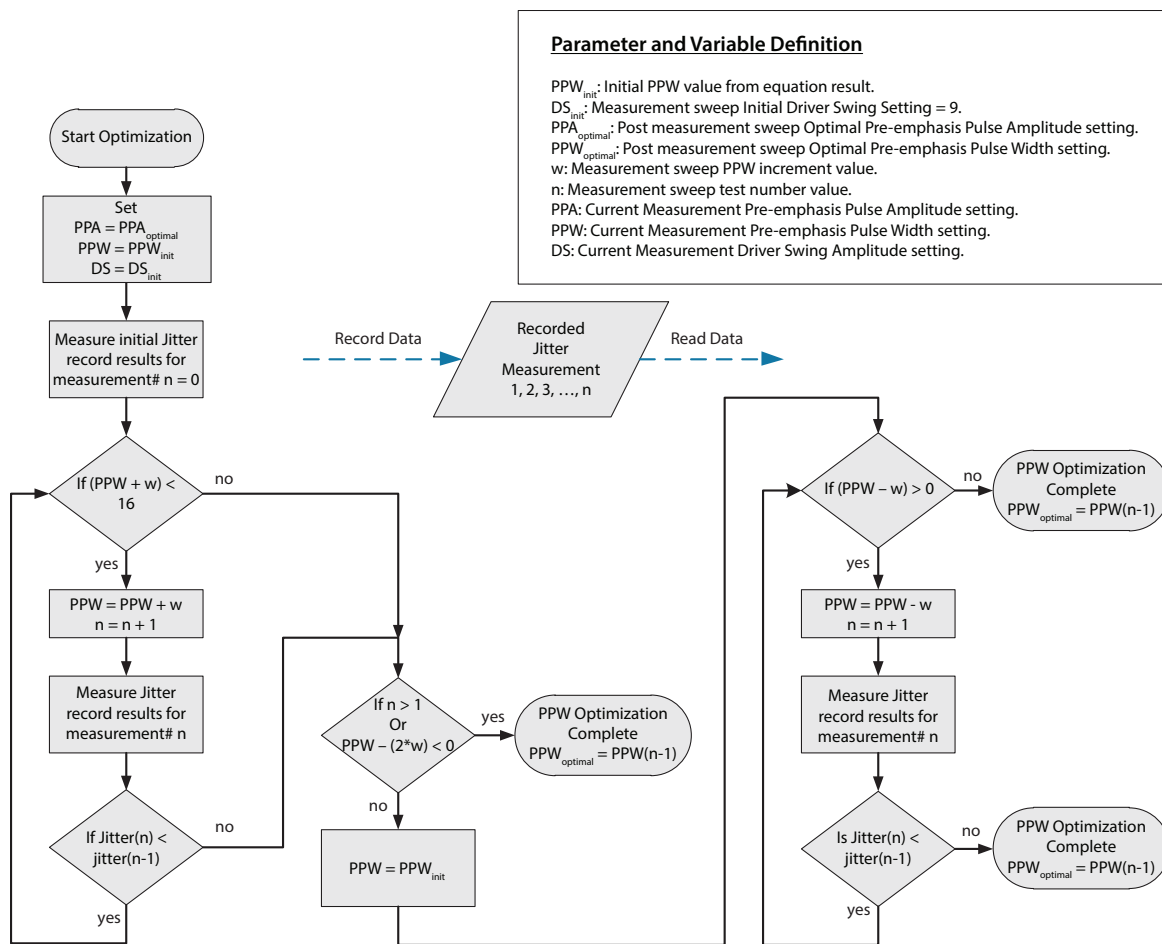 Parameter and Variable Definition
PPWinit: Initial PPW value from equation result.
DSinit: Measurement sweep Initial Driver Swing Setting = 9.
PPAoptimal: Post measurement sweep Optimal Pre-emphasis Pulse Amplitude setting.
PPWoptimal: Post measurement sweep Optimal Pre-emphasis Pulse Width setting.
w: Measurement sweep PPW increment value.
n: Measurement sweep test number value.
PPA: Current Measurement Pre-emphasis Pulse Amplitude setting.
PPW: Current Measurement Pre-emphasis Pulse Width setting.
DS: Current Measurement Driver Swing Amplitude setting.
Start Optimization
Set
PPA = PPAoptimal
PPW = PPWinit
DS = DSinit
Measure initial Jitter
record results for
measurement# n = 0
Record Data
Recorded
Jitter
Measurement
1, 2, 3, …, n
Read Data
If (PPW + w) <
16
no
yes
PPW = PPW + w
n = n + 1
Measure Jitter
record results for
measurement# n
If Jitter(n) <
jitter(n-1)
no
yes
If n > 1
Or
PPW – (2*w) < 0
yes
PPW Optimization
Complete
PPWoptimal = PPW(n-1)
no
PPW = PPWinit
If (PPW – w) > 0
no
PPW Optimization
Complete
PPWoptimal = PPW(n-1)
yes
PPW = PPW - w
n = n + 1
Measure Jitter
record results for
measurement# n
Is Jitter(n) <
jitter(n-1)
no
PPW Optimization
Complete
PPWoptimal = PPW(n-1)
yes